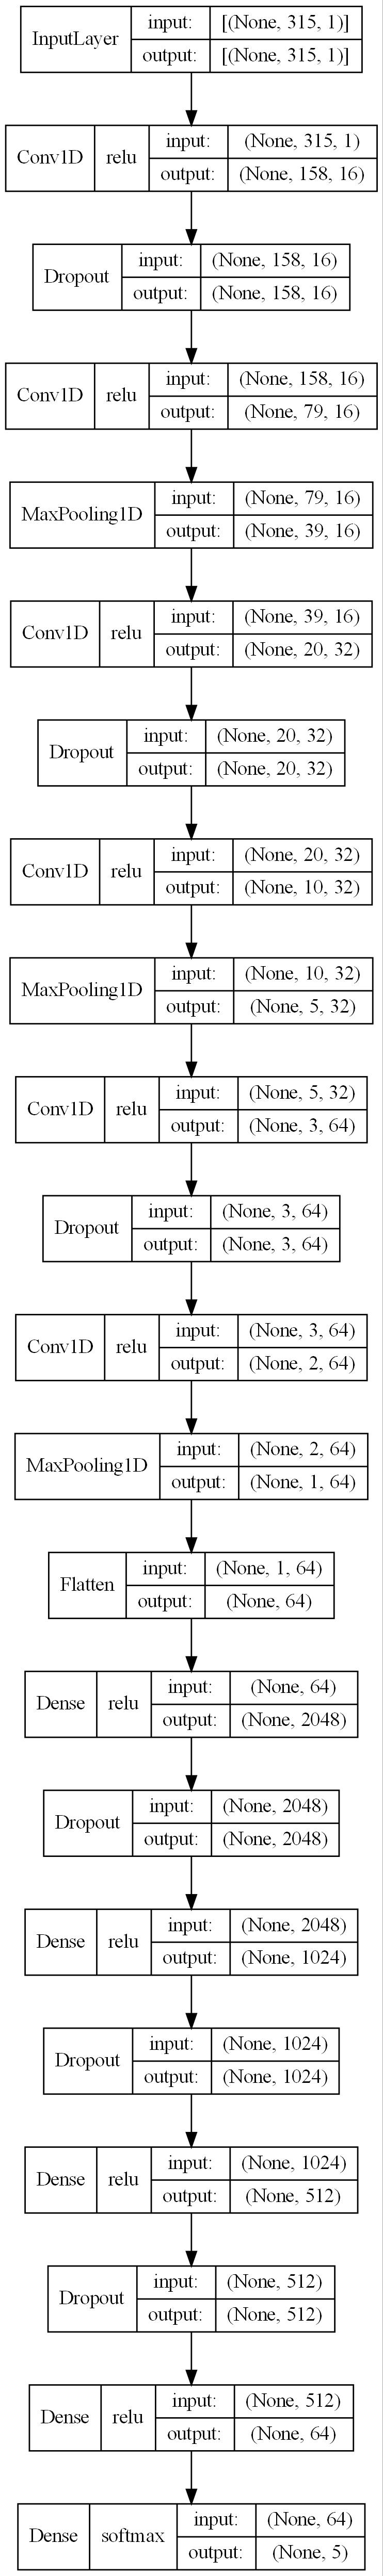 InputLayer input: [(None, 315, 1)]
output: [(None, 315, 1)]
Conv1D relu input: (None, 315, 1)
output: (None, 158, 16)
Dropout input: (None, 158, 16)
output: (None, 158, 16)
Conv1D relu input: (None, 158, 16)
output: (None, 79, 16)
MaxPooling1D input: (None, 79, 16)
output: (None, 39, 16)
Conv1D relu input: (None, 39, 16)
output: (None, 20, 32)
Dropout input: (None, 20, 32)
output: (None, 20, 32)
Conv1D relu input: (None, 20, 32)
output: (None, 10, 32)
MaxPooling1D input: (None, 10, 32)
output: (None, 5, 32)
Conv1D relu input: (None, 5, 32)
output: (None, 3, 64)
Dropout input: (None, 3, 64)
output: (None, 3, 64)
Conv1D relu input: (None, 3, 64)
output: (None, 2, 64)
MaxPooling1D input: (None, 2, 64)
output: (None, 1, 64)
Flatten input: (None, 1, 64)
output: (None, 64)
Dense relu input: (None, 64)
output: (None, 2048)
Dropout input: (None, 2048)
output: (None, 2048)
Dense relu input: (None, 2048)
output: (None, 1024)
Dropout input: (None, 1024)
output: (None, 1024)
Dense relu input: (None, 1024)
output: (None, 512)
Dropout input: (None, 512)
output: (None, 512)
Dense relu input: (None, 512)
output: (None, 64)
Dense softmax input: (None, 64)
output: (None, 5)